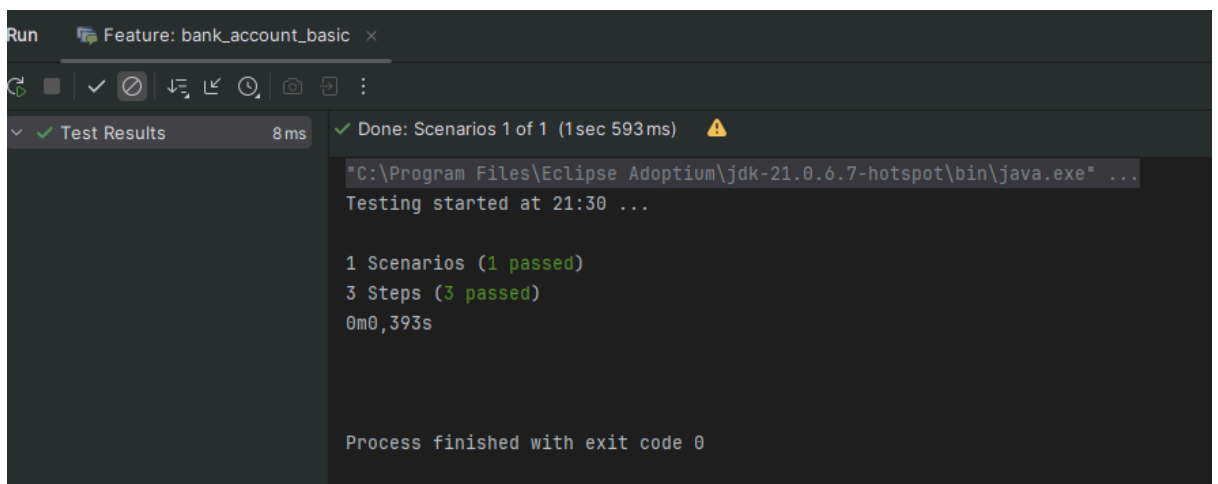 Run Feature: bank_account_basic
Test Results 8 ms
Done: Scenarios 1 of 1 (1 sec 593 ms)
"C:\Program Files\Eclipse Adoptium\jdk-21.0.6.7-hotspot\bin\java.exe" ...
Testing started at 21:30 ...
1 Scenarios (1 passed)
3 Steps (3 passed)
0m0,393s
Process finished with exit code 0